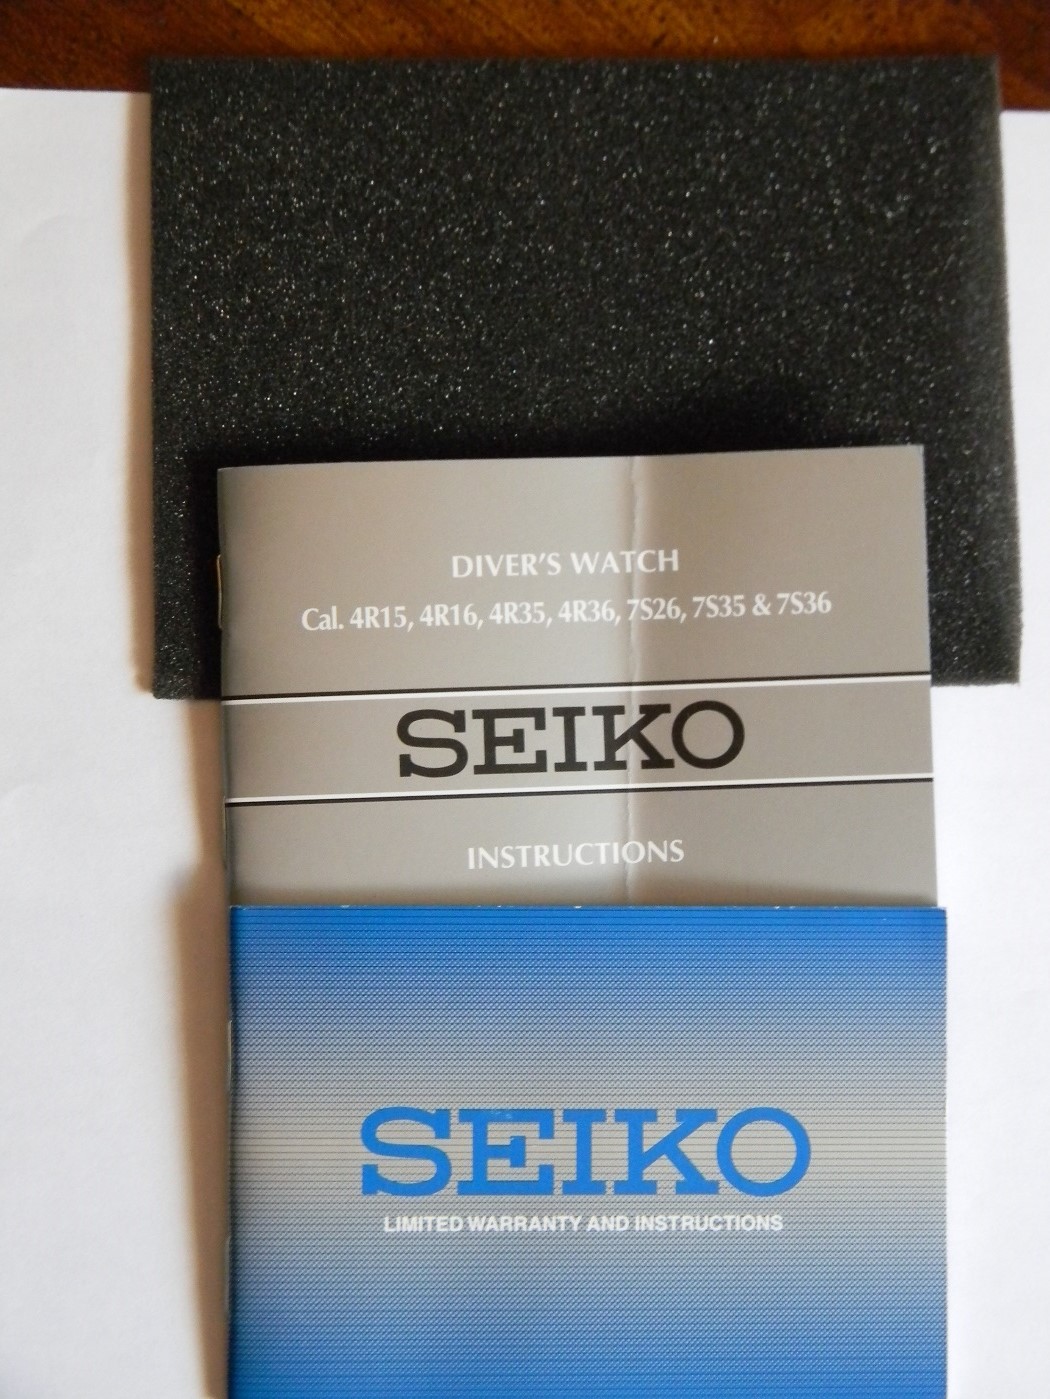 DIVER'S WATCH
Cal. 4R15, 4R16, 4R35, 4R36, 7S26, 7S35 & 7S36
SEIKO
INSTRUCTIONS
SEIKO
LIMITED WARRANTY AND INSTRUCTIONS